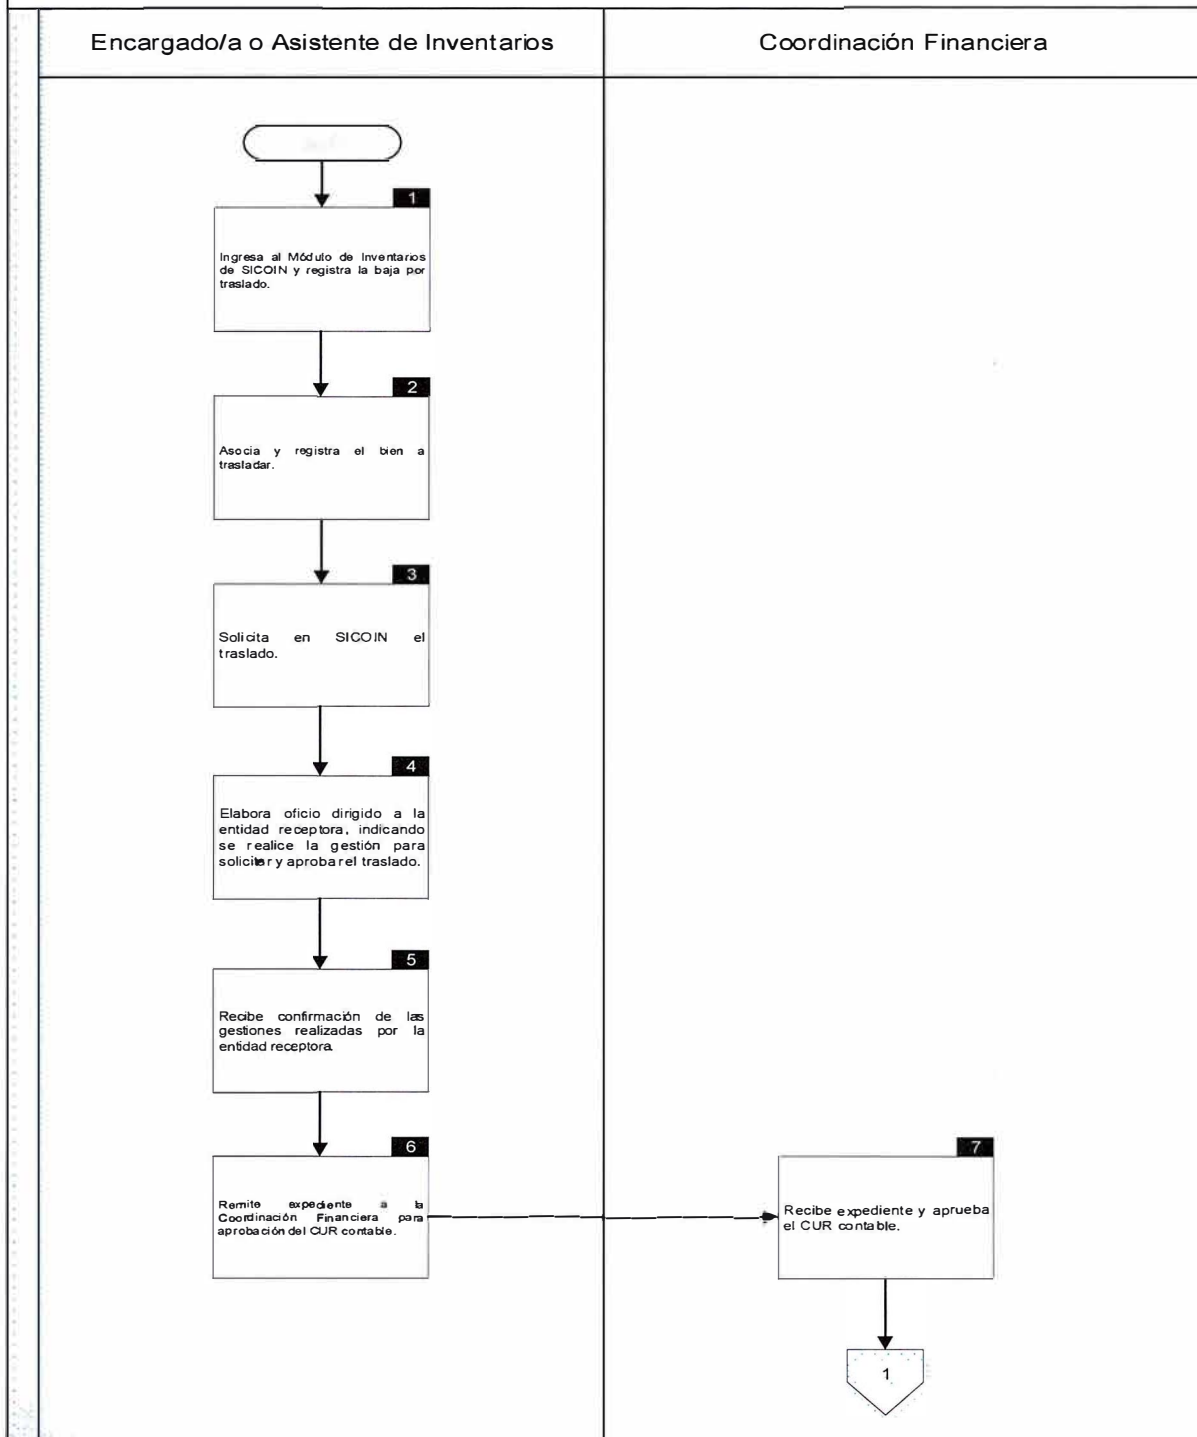 Encargado/a o Asistente de Inventarios
Coordinación Financiera
1
Ingresa al Módulo de Inventarios
de SICOIN y registra la baja por
traslado.
2
Asocia y registra el bien a
trasladar.
3
Solicita en SICOIN el
traslado.
4
Elabora oficio dirigido a la
entidad receptora, indicando
se realice la gestión para
solicitar y aprobar el traslado.
5
Recibe confirmación de las
gestiones realizadas por la
entidad receptora.
6
Remite expediente a la
Coordinación Financiera para
aprobación del CUR contable.
7
Recibe expediente y aprueba
el CUR contable.
1